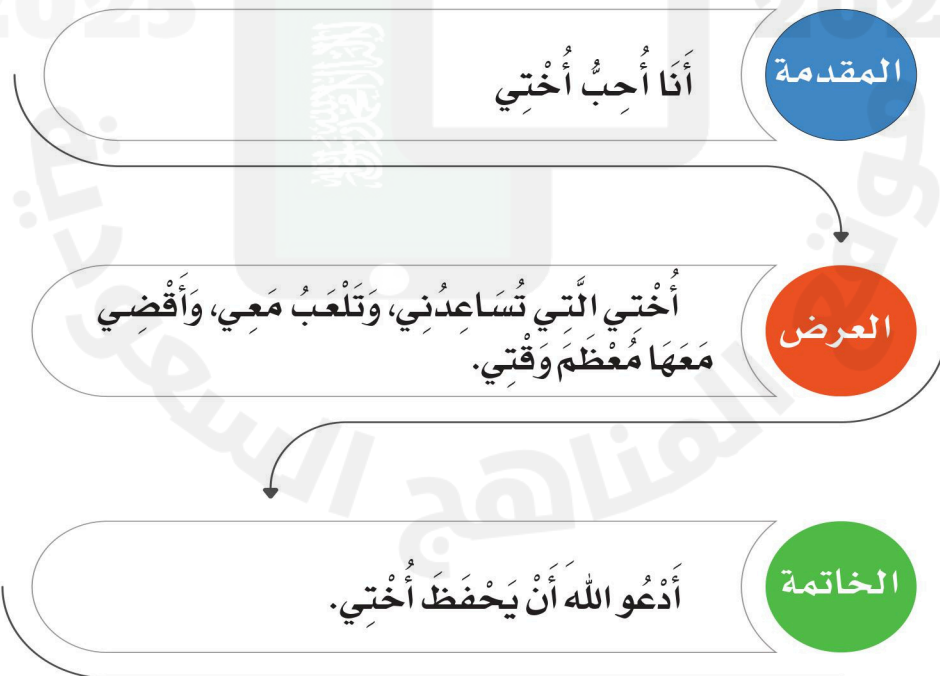 المقدمة
أَنَا أُحِبُّ أُخْتِي
العرض
أُخْتِي الَّتِي تُسَاعِدُنِي، وَتَلْعَبُ مَعِي، وَأَقْضِي
مَعَهَا مُعْظَمَ وَقْتِي.
الخاتمة
أَدْعُو اللهَ أَنْ يَحْفَظَ أُخْتِي.